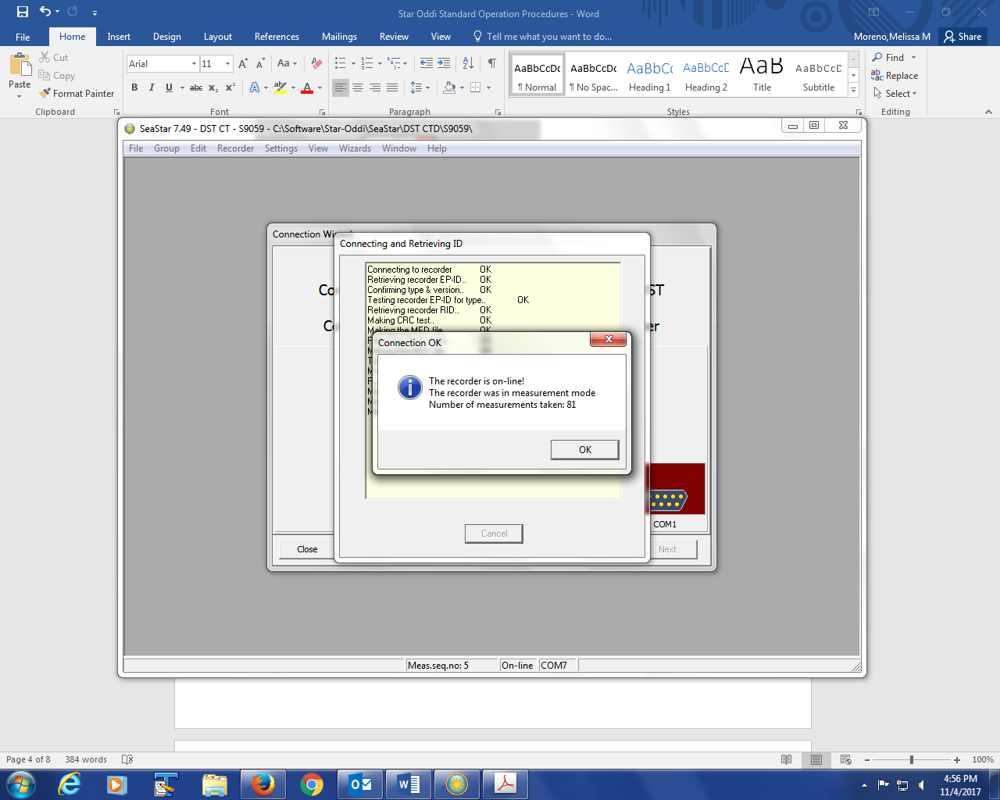 Star Oddi Standard Operation Procedures - Word
File Home Insert Design Layout References Mailings Review View Tell me what you want to do... Moreno,Melissa M Share
Paste
Cut
Copy
Format Painter
Clipboard
Arial 11
Font
Paragraph
AaBbCcDc AaBbCcDc AaBbCc AaBbCcD AaB AaBbCcD
¶ Normal ¶ No Spac... Heading 1 Heading 2 Title Subtitle
Styles
Find
Replace
Select
Editing
SeaStar 7.49 - DST CT - S9059 - C:\Software\Star-Oddi\SeaStar\DST CTD\S9059\
File Group Edit Recorder Settings View Wizards Window Help
Connecting and Retrieving ID
Connecting to recorder OK
Retrieving recorder EP-ID.. OK
Confirming type & version.. OK
Testing recorder EP-ID for type.. OK
Retrieving recorder RID.. OK
Making CRC test.. OK
Making the MED file OK
Connection OK
The recorder is on-line!
The recorder was in measurement mode
Number of measurements taken: 81
OK
Cancel
COM1
Close Next
Meas.seq.no: 5 On-line COM7
Page 4 of 8 384 words 100%
4:56 PM
11/4/2017